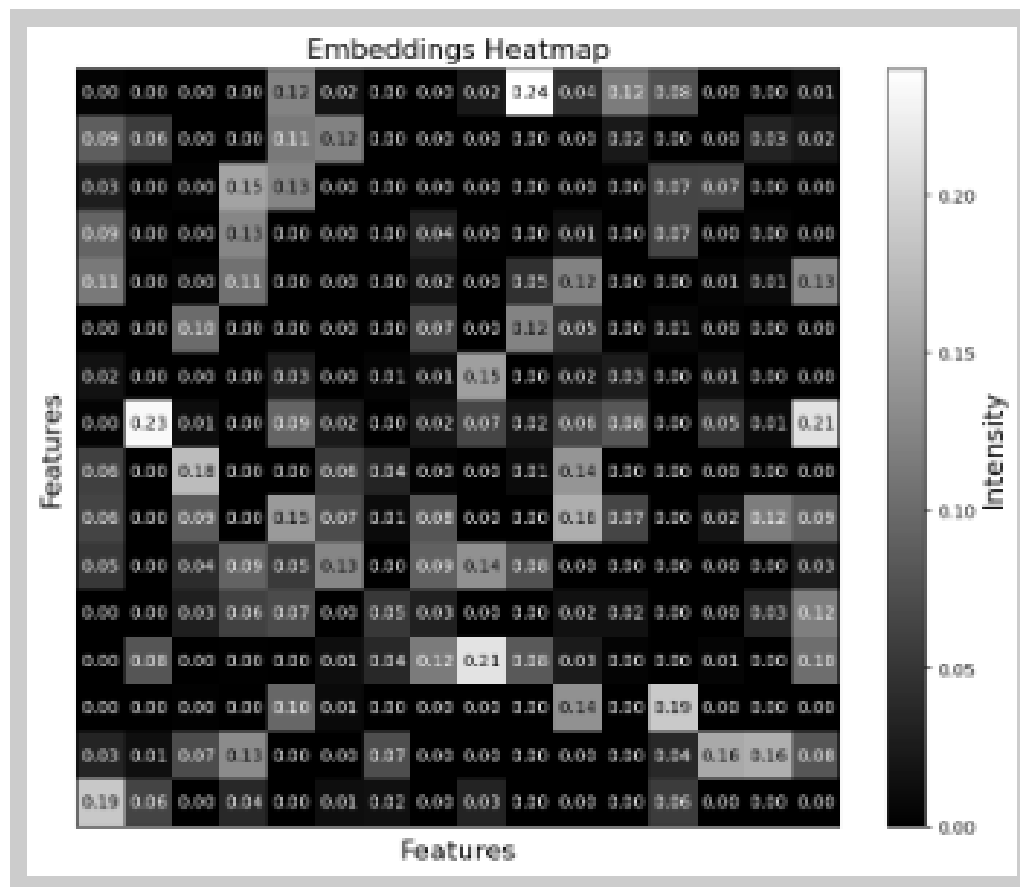 Embeddings Heatmap
0.00 0.00 0.00 0.00 0.12 0.02 0.00 0.00 0.02 0.24 0.04 0.12 0.08 0.00 0.00 0.01
0.09 0.06 0.00 0.00 0.11 0.12 0.00 0.00 0.00 0.00 0.00 0.02 0.00 0.00 0.03 0.02
0.03 0.00 0.00 0.15 0.13 0.00 0.00 0.00 0.00 0.00 0.00 0.00 0.07 0.07 0.00 0.00
0.09 0.00 0.00 0.13 0.00 0.00 0.00 0.04 0.00 0.00 0.01 0.00 0.07 0.00 0.00 0.00
0.11 0.00 0.00 0.11 0.00 0.00 0.00 0.02 0.00 0.05 0.12 0.00 0.00 0.01 0.01 0.13
0.00 0.00 0.10 0.00 0.00 0.00 0.00 0.07 0.00 0.12 0.05 0.00 0.01 0.00 0.00 0.00
0.02 0.00 0.00 0.00 0.03 0.00 0.01 0.01 0.15 0.00 0.02 0.03 0.00 0.01 0.00 0.00
0.00 0.23 0.01 0.00 0.09 0.02 0.00 0.02 0.07 0.02 0.06 0.08 0.00 0.05 0.01 0.21
0.06 0.00 0.18 0.00 0.00 0.06 0.04 0.00 0.00 0.01 0.14 0.00 0.00 0.00 0.00 0.00
0.06 0.00 0.09 0.00 0.15 0.07 0.01 0.08 0.00 0.00 0.16 0.07 0.00 0.02 0.12 0.09
0.05 0.00 0.04 0.09 0.05 0.13 0.00 0.09 0.14 0.08 0.00 0.00 0.00 0.00 0.00 0.03
0.00 0.00 0.03 0.06 0.07 0.00 0.05 0.03 0.00 0.00 0.02 0.02 0.00 0.00 0.03 0.12
0.00 0.08 0.00 0.00 0.00 0.01 0.04 0.12 0.21 0.08 0.03 0.00 0.00 0.01 0.00 0.10
0.00 0.00 0.00 0.00 0.10 0.01 0.00 0.00 0.00 0.00 0.14 0.00 0.19 0.00 0.00 0.00
0.03 0.01 0.07 0.13 0.00 0.00 0.07 0.00 0.00 0.00 0.00 0.00 0.04 0.16 0.16 0.08
0.19 0.06 0.00 0.04 0.00 0.01 0.02 0.00 0.03 0.00 0.00 0.00 0.06 0.00 0.00 0.00
Features
Features
0.20
0.15
0.10
0.05
0.00
Intensity